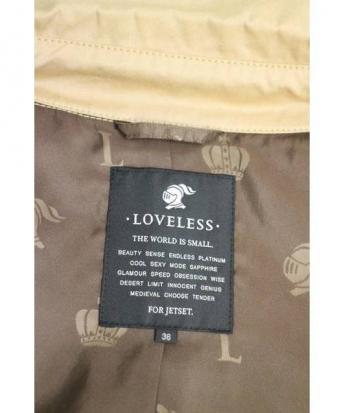 L
· LOVELESS ·
THE WORLD IS SMALL.
BEAUTY SENSE ENDLESS PLATINUM
COOL SEXY MODE SAPPHIRE
GLAMOUR SPEED OBSESSION WISE
DESERT LIMIT INNOCENT GENIUS
MEDIEVAL CHOOSE TENDER
FOR JETSET.
36
L